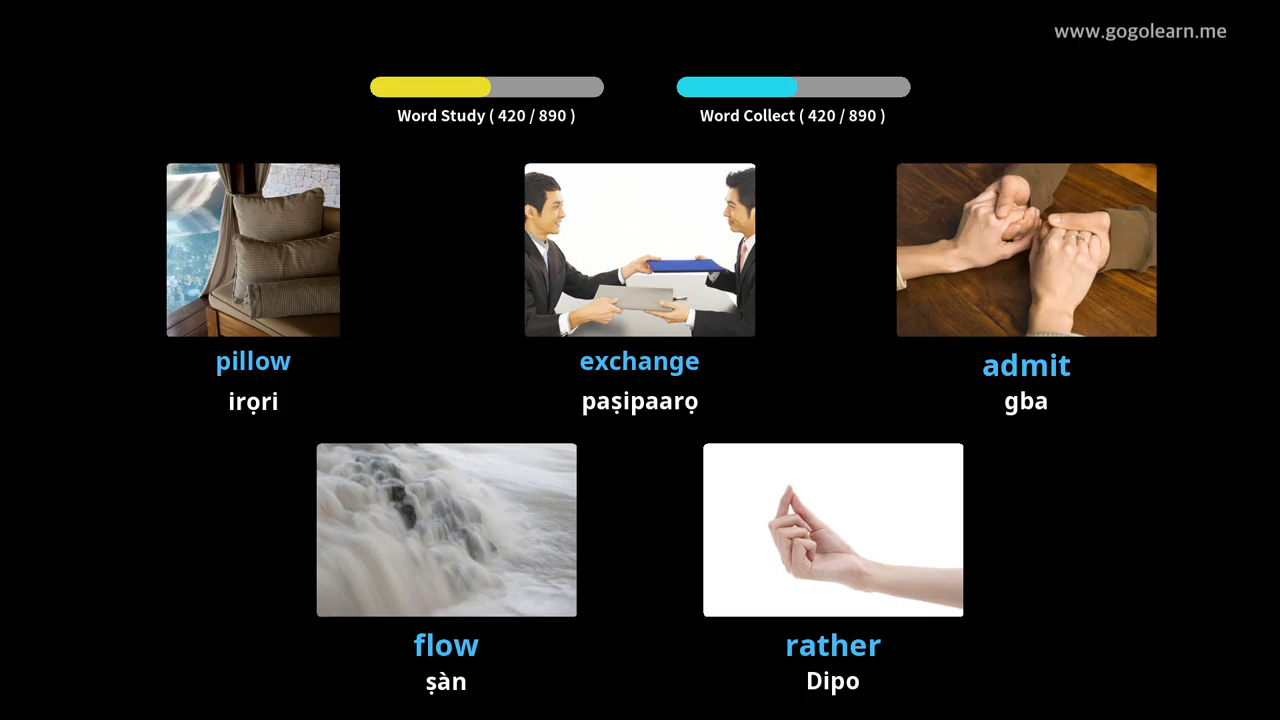 www.gogolearn.me
Word Study ( 420 / 890 )
Word Collect ( 420 / 890 )
pillow
irọri
exchange
paṣipaarọ
admit
gba
flow
ṣàn
rather
Dipo